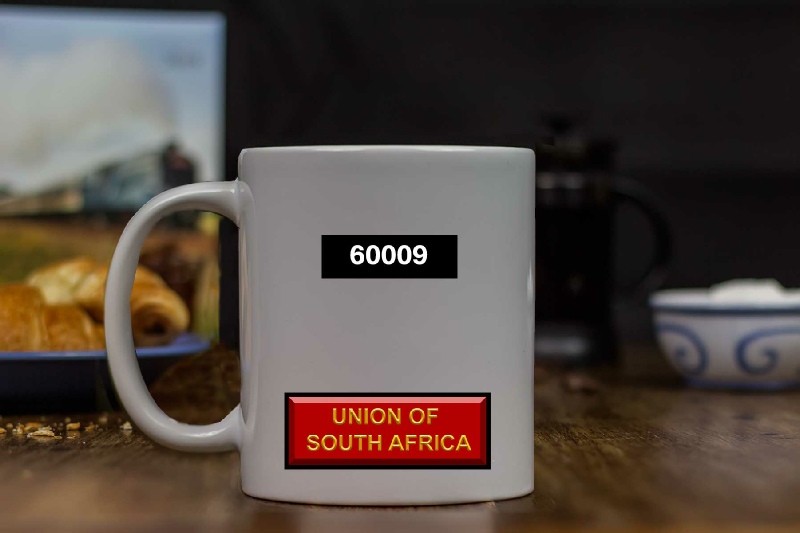 60009
UNION OF
SOUTH AFRICA